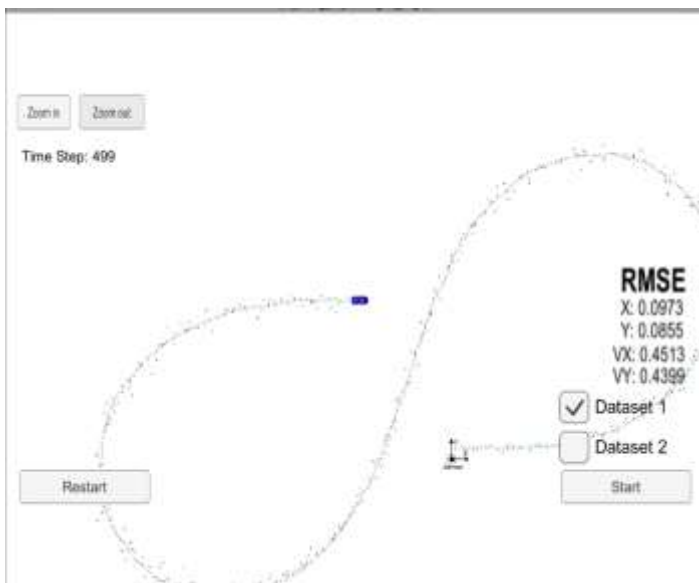 Zoom in
Zoom out
Time Step: 499
RMSE
X: 0.0973
Y: 0.0855
VX: 0.4513
VY: 0.4399
Dataset 1
Dataset 2
Restart
Start